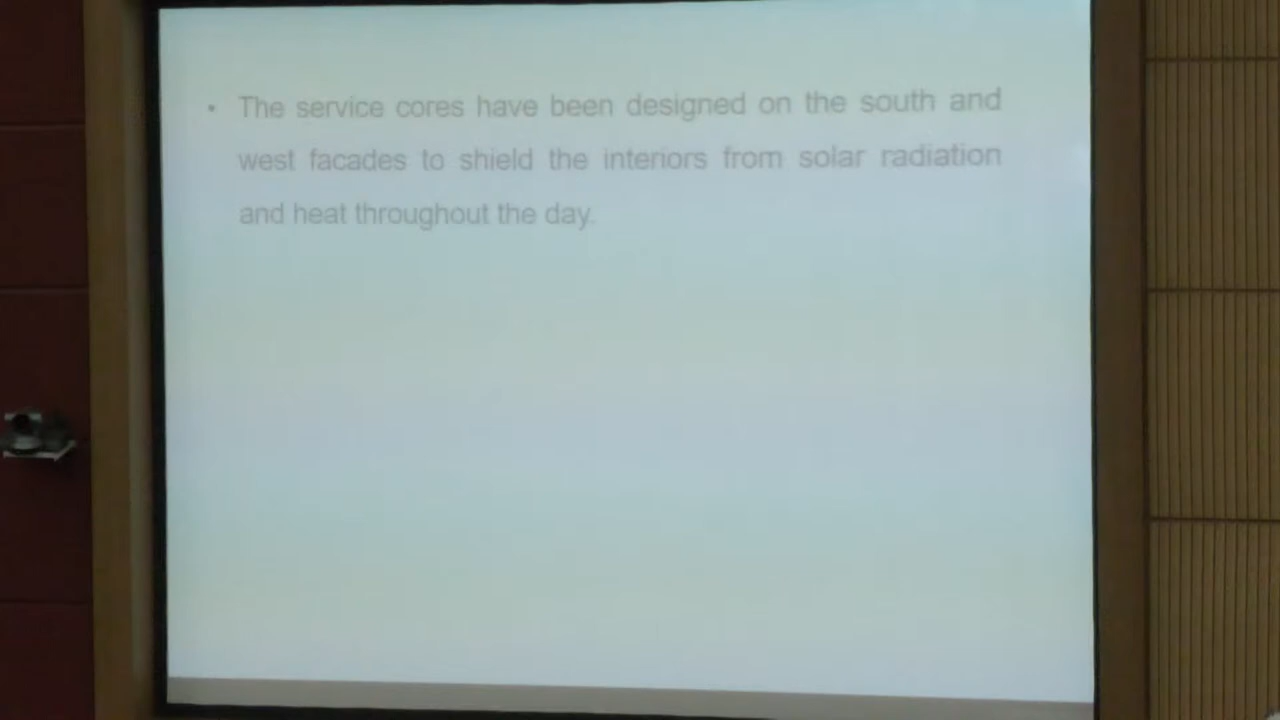 • The service cores have been designed on the south and
west facades to shield the interiors from solar radiation
and heat throughout the day.